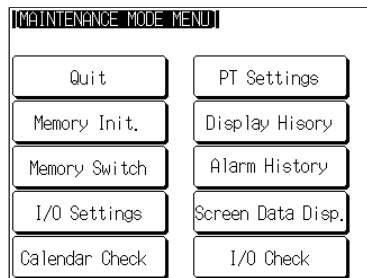 [MAINTENANCE MODE MENU]
Quit
PT Settings
Memory Init.
Display Hisory
Memory Switch
Alarm History
I/O Settings
Screen Data Disp.
Calendar Check
I/O Check